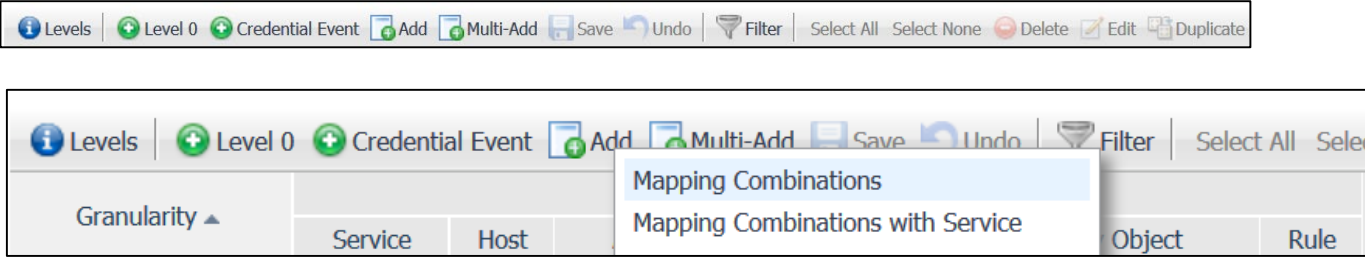 Levels Level 0 Credential Event Add Multi-Add Save Undo Filter Select All Select None Delete Edit Duplicate
Levels Level 0 Credential Event Add Multi-Add Save Undo Filter Select All
Mapping Combinations
Granularity
Mapping Combinations with Service
Service Host Object Rule